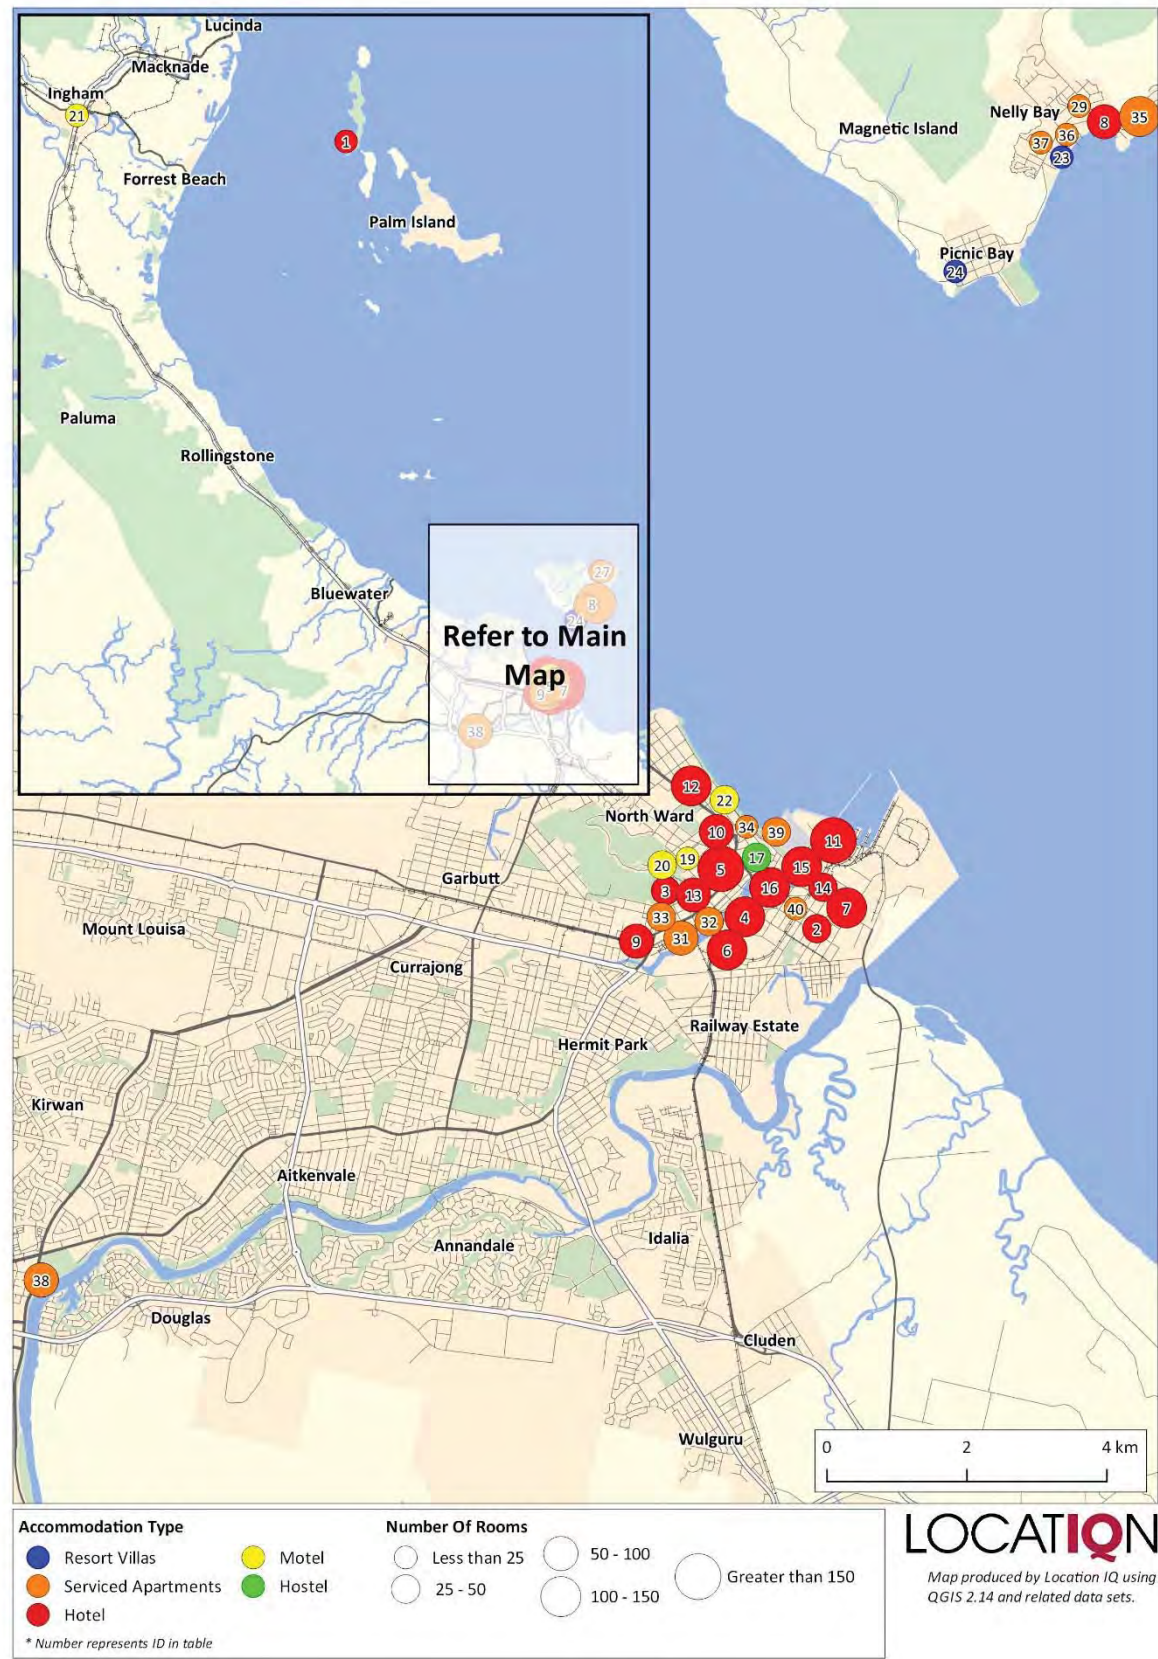 Lucinda
Macknade
Ingham
21
1
Forrest Beach
Palm Island
Paluma
Rollingstone
Bluewater
27
8
24
Refer to Main
Map
9
7
38
Magnetic Island
Nelly Bay
29
8
35
36
37
23
Picnic Bay
24
12
22
North Ward
10
34
39
11
20
19
5
17
15
Garbutt
3
13
16
14
33
32
4
40
7
Mount Louisa
9
31
6
2
Currajong
Railway Estate
Hermit Park
Kirwan
Aitkenvale
Annandale
Idalia
38
Douglas
Cluden
Wulguru
0 2 4 km
Accommodation Type
Resort Villas
Serviced Apartments
Hotel
Motel
Hostel
* Number represents ID in table
Number Of Rooms
Less than 25
25 - 50
50 - 100
100 - 150
Greater than 150
LOCATIQN
Map produced by Location IQ using
QGIS 2.14 and related data sets.